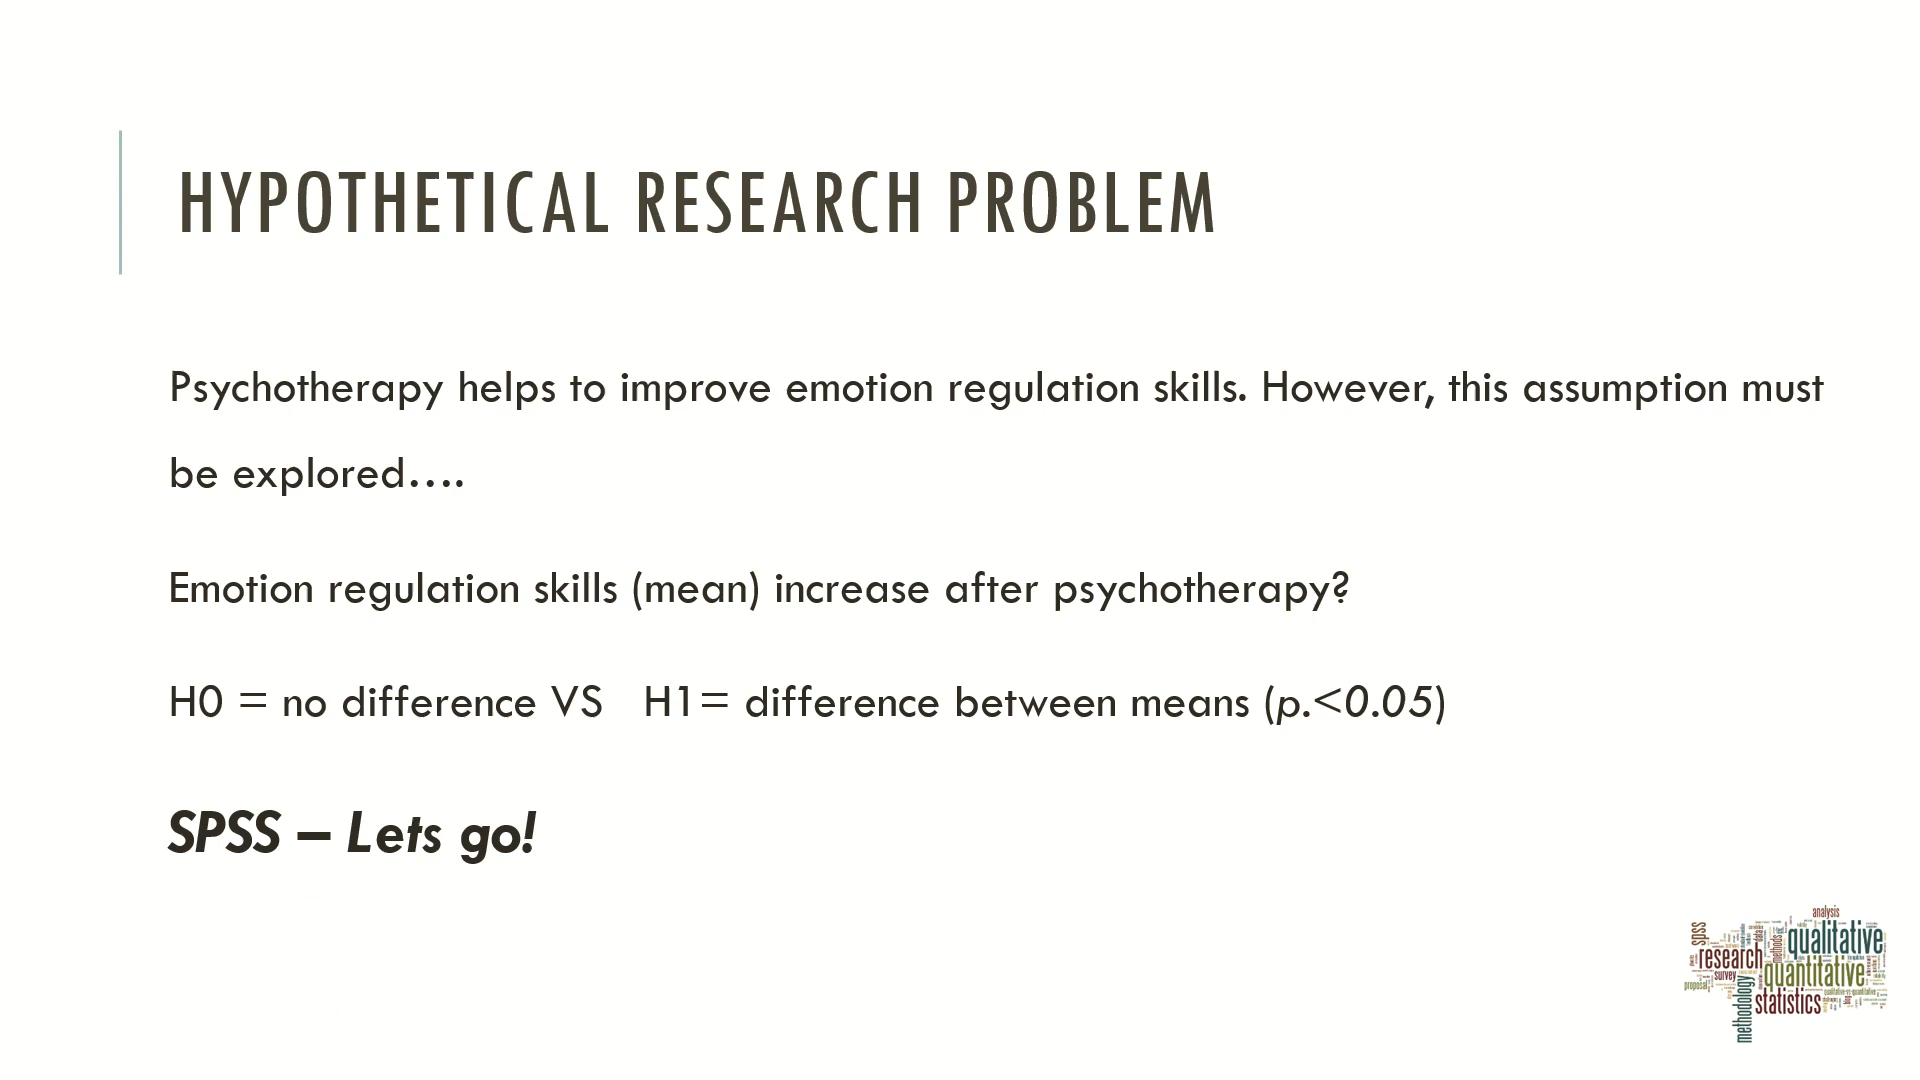 HYPOTHETICAL RESEARCH PROBLEM
Psychotherapy helps to improve emotion regulation skills. However, this assumption must
be explored....
Emotion regulation skills (mean) increase after psychotherapy?
H0 = no difference VS H1= difference between means (p.<0.05)
SPSS – Lets go!
analysis
spss
qualitative
research
methods
survey
quantitative
proposal
statistics
methodology